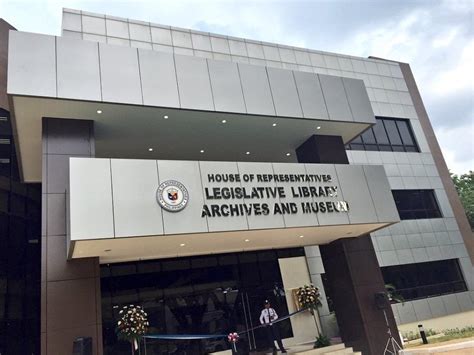 HOUSE OF REPRESENTATIVES
LEGISLATIVE LIBRARY
ARCHIVES AND MUSEUM